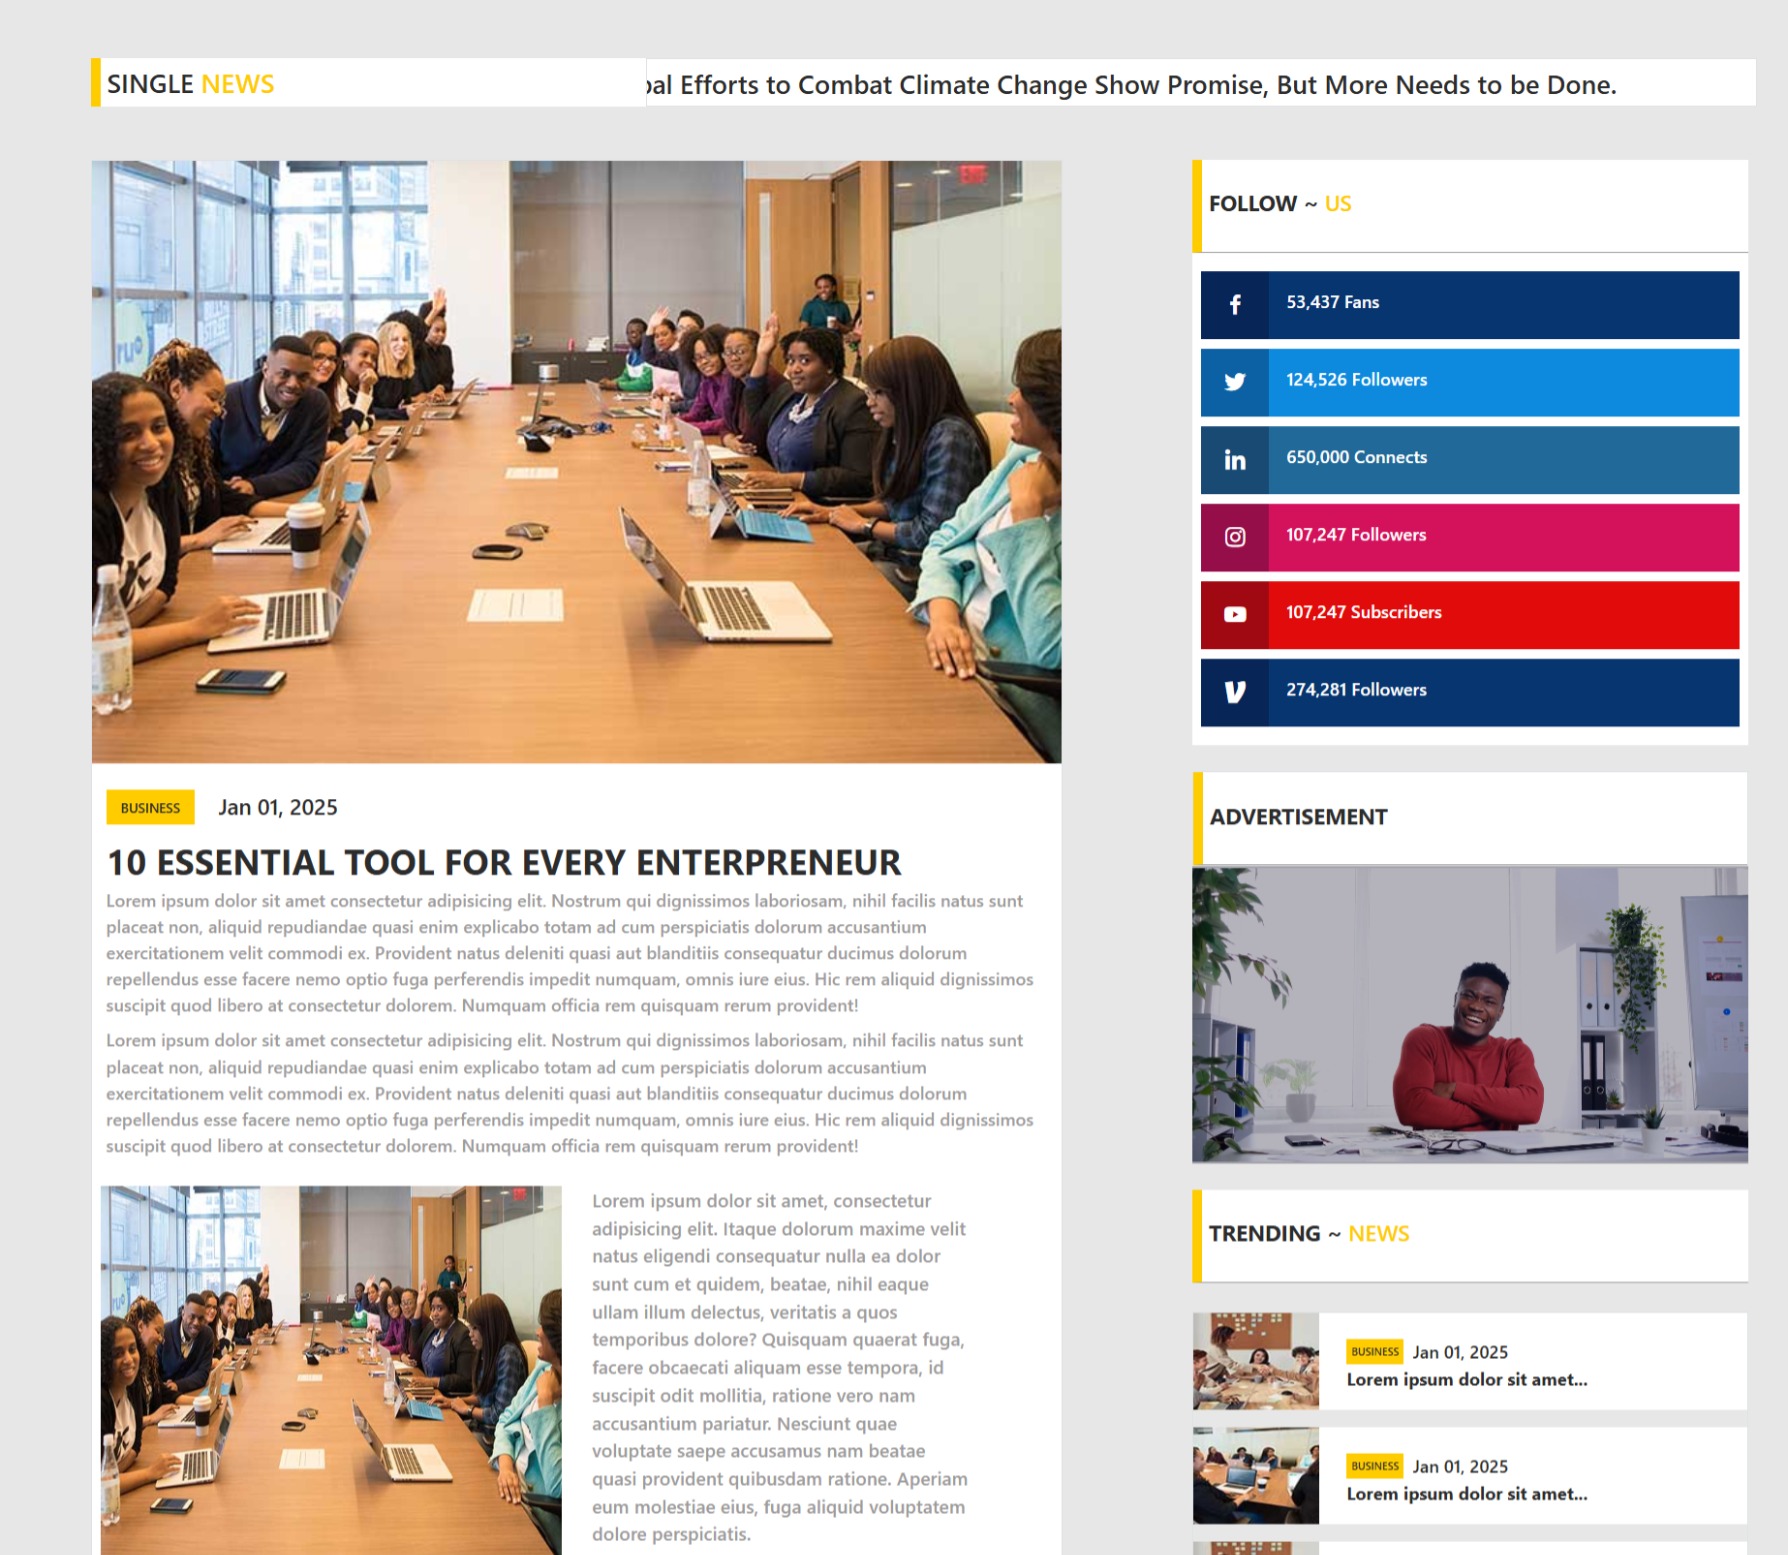 SINGLE NEWS
Efforts to Combat Climate Change Show Promise, But More Needs to be Done.
BUSINESS Jan 01, 2025
10 ESSENTIAL TOOL FOR EVERY ENTERPRENEUR
Lorem ipsum dolor sit amet consectetur adipisicing elit. Nostrum qui dignissimos laboriosam, nihil facilis natus sunt
placeat non, aliquid repudiandae quasi enim explicabo totam ad cum perspiciatis dolorum accusantium
exercitationem velit commodi ex. Provident natus deleniti quasi aut blanditiis consequatur ducimus dolorum
repellendus esse facere nemo optio fuga perferendis impedit numquam, omnis iure eius. Hic rem aliquid dignissimos
suscipit quod libero at consectetur dolorem. Numquam officia rem quisquam rerum provident!
Lorem ipsum dolor sit amet consectetur adipisicing elit. Nostrum qui dignissimos laboriosam, nihil facilis natus sunt
placeat non, aliquid repudiandae quasi enim explicabo totam ad cum perspiciatis dolorum accusantium
exercitationem velit commodi ex. Provident natus deleniti quasi aut blanditiis consequatur ducimus dolorum
repellendus esse facere nemo optio fuga perferendis impedit numquam, omnis iure eius. Hic rem aliquid dignissimos
suscipit quod libero at consectetur dolorem. Numquam officia rem quisquam rerum provident!
Lorem ipsum dolor sit amet, consectetur
adipisicing elit. Itaque dolorum maxime velit
natus eligendi consequatur nulla ea dolor
sunt cum et quidem, beatae, nihil eaque
ullam illum delectus, veritatis a quos
temporibus dolore? Quisquam quaerat fuga,
facere obcaecati aliquam esse tempora, id
suscipit odit mollitia, ratione vero nam
accusantium pariatur. Nesciunt quae
voluptate saepe accusamus nam beatae
quasi provident quibusdam ratione. Aperiam
eum molestiae eius, fuga aliquid voluptatem
dolore perspiciatis.
FOLLOW ~ US
53,437 Fans
124,526 Followers
650,000 Connects
107,247 Followers
107,247 Subscribers
274,281 Followers
ADVERTISEMENT
TRENDING ~ NEWS
BUSINESS Jan 01, 2025
Lorem ipsum dolor sit amet...
BUSINESS Jan 01, 2025
Lorem ipsum dolor sit amet...